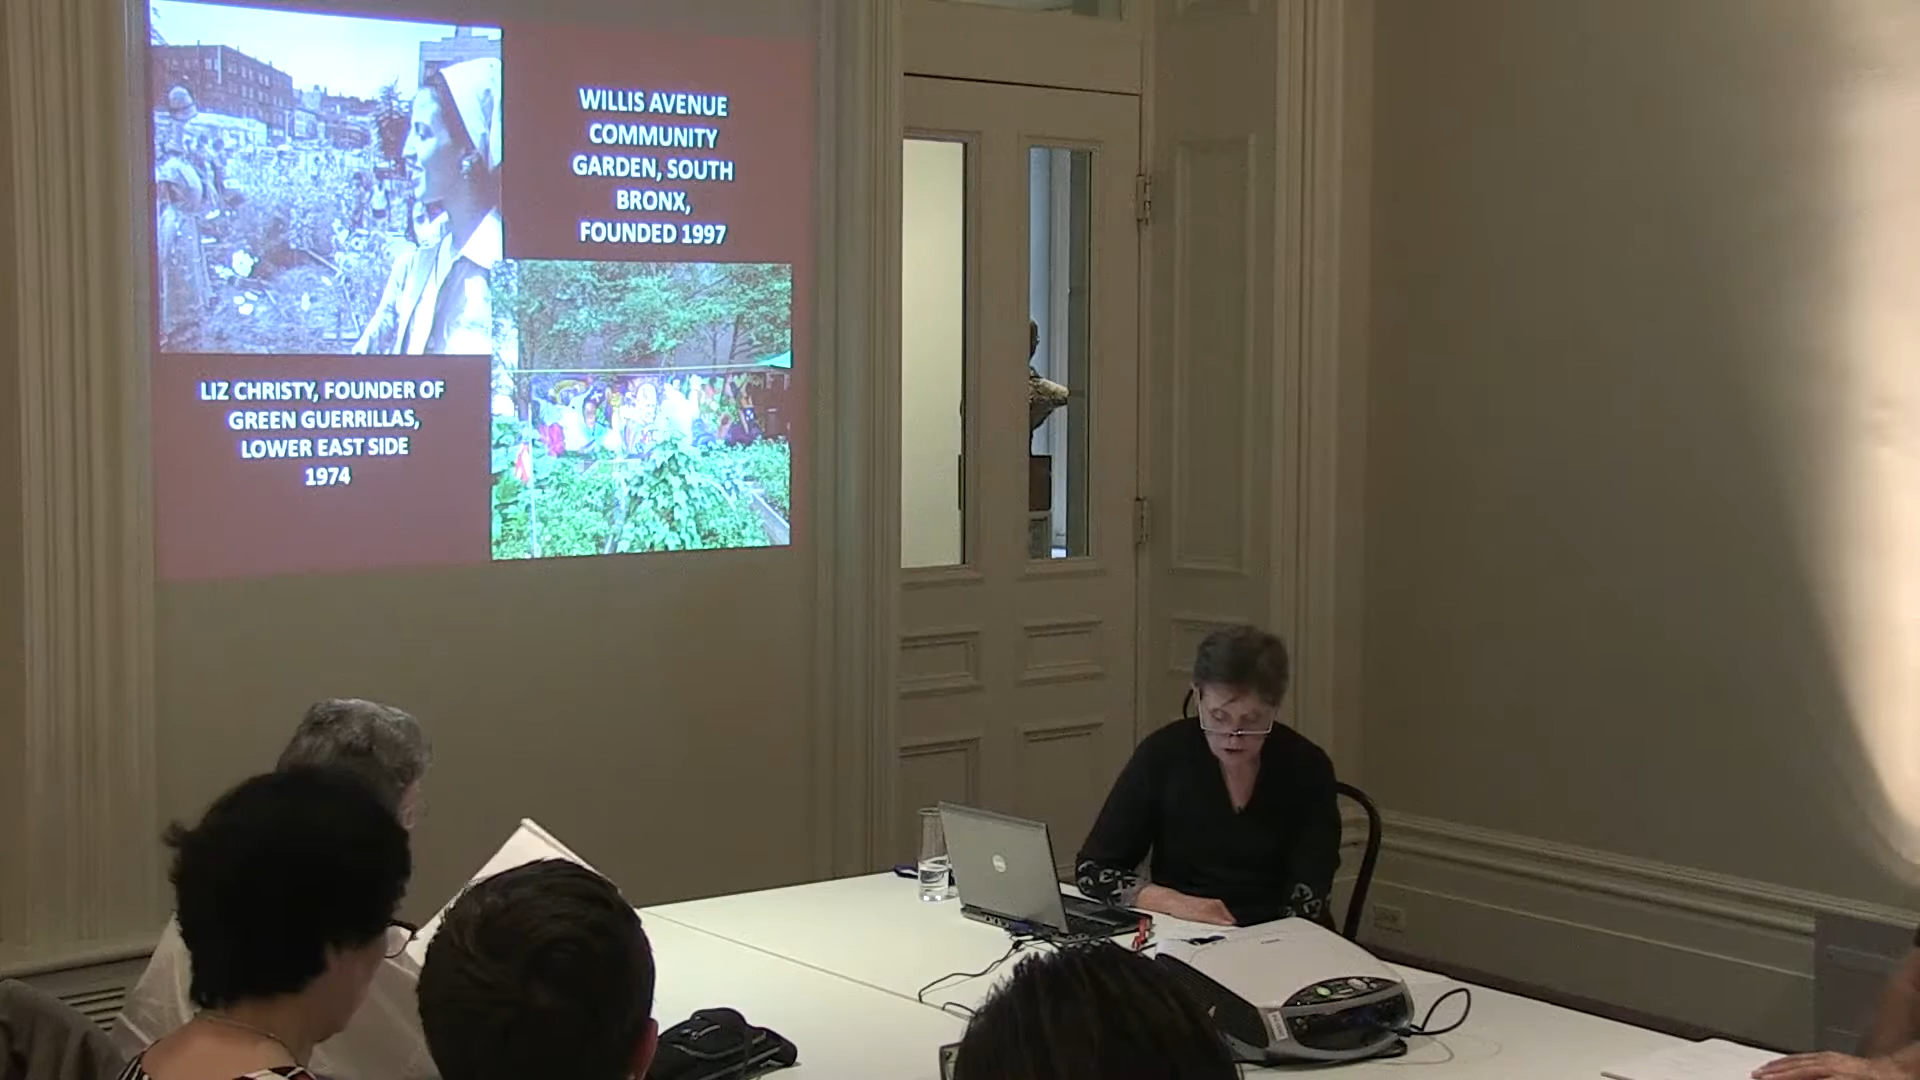 WILLIS AVENUE
COMMUNITY
GARDEN, SOUTH
BRONX,
FOUNDED 1997
LIZ CHRISTY, FOUNDER OF
GREEN GUERRILLAS,
LOWER EAST SIDE
1974